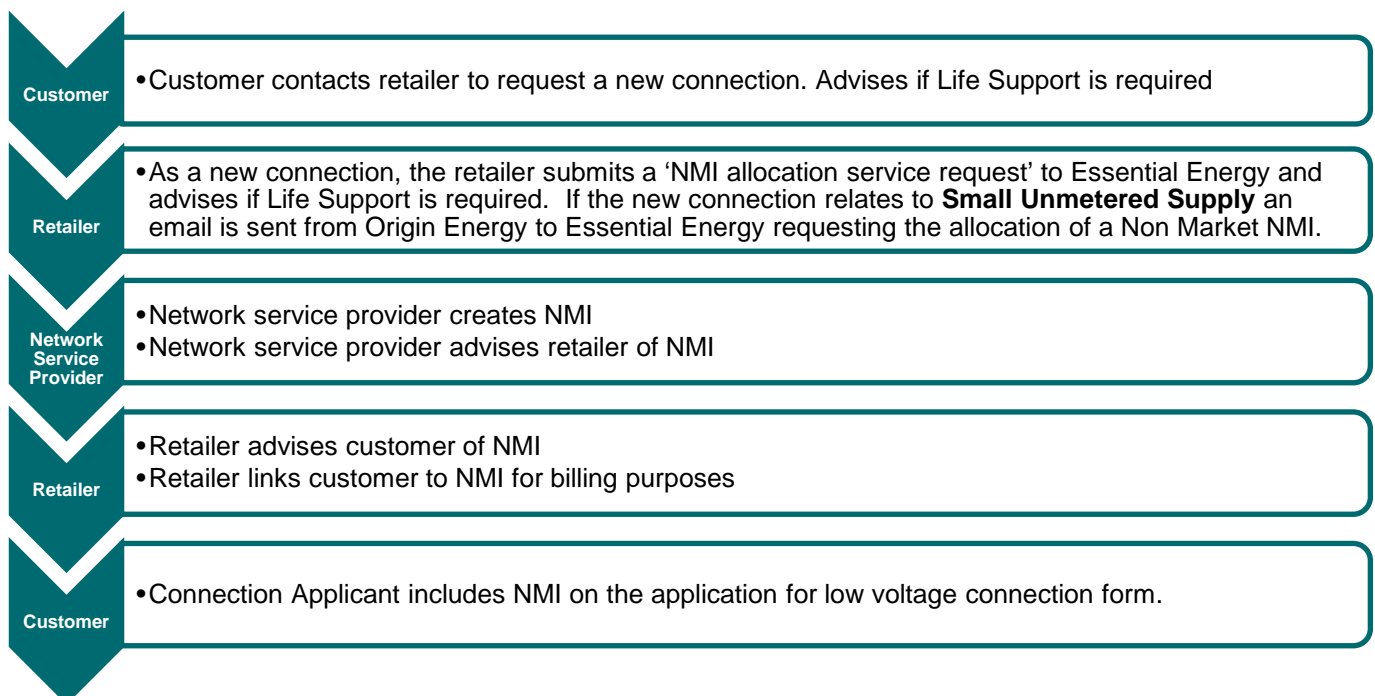 Customer
•Customer contacts retailer to request a new connection. Advises if Life Support is required
Retailer
•As a new connection, the retailer submits a ‘NMI allocation service request’ to Essential Energy and
advises if Life Support is required.  If the new connection relates to Small Unmetered Supply an
email is sent from Origin Energy to Essential Energy requesting the allocation of a Non Market NMI.
Network
Service
Provider
•Network service provider creates NMI
•Network service provider advises retailer of NMI
Retailer
•Retailer advises customer of NMI
•Retailer links customer to NMI for billing purposes
Customer
•Connection Applicant includes NMI on the application for low voltage connection form.